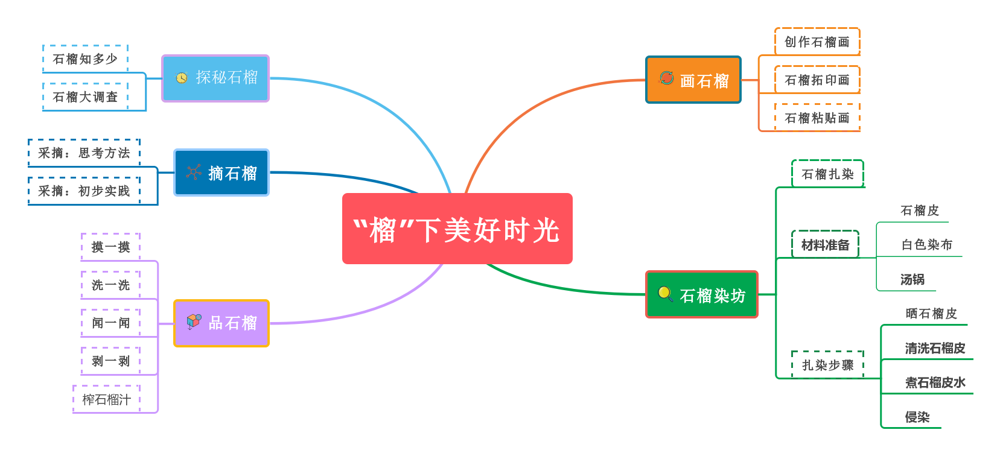 “榴”下美好时光
探秘石榴
石榴知多少
石榴大调查
摘石榴
采摘：思考方法
采摘：初步实践
品石榴
摸一摸
洗一洗
闻一闻
剥一剥
榨石榴汁
画石榴
创作石榴画
石榴拓印画
石榴粘贴画
石榴染坊
石榴扎染
材料准备
石榴皮
白色染布
汤锅
扎染步骤
晒石榴皮
清洗石榴皮
煮石榴皮水
侵染